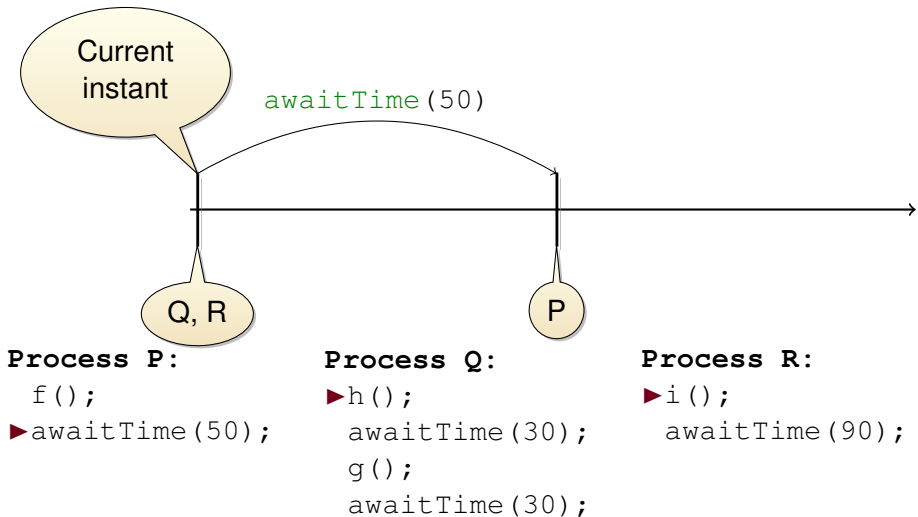 Current
instant
awaitTime(50)
Q, R
P
Process P:
f();
▶awaitTime(50);
Process Q:
▶h();
awaitTime(30);
g();
awaitTime(30);
Process R:
▶i();
awaitTime(90);